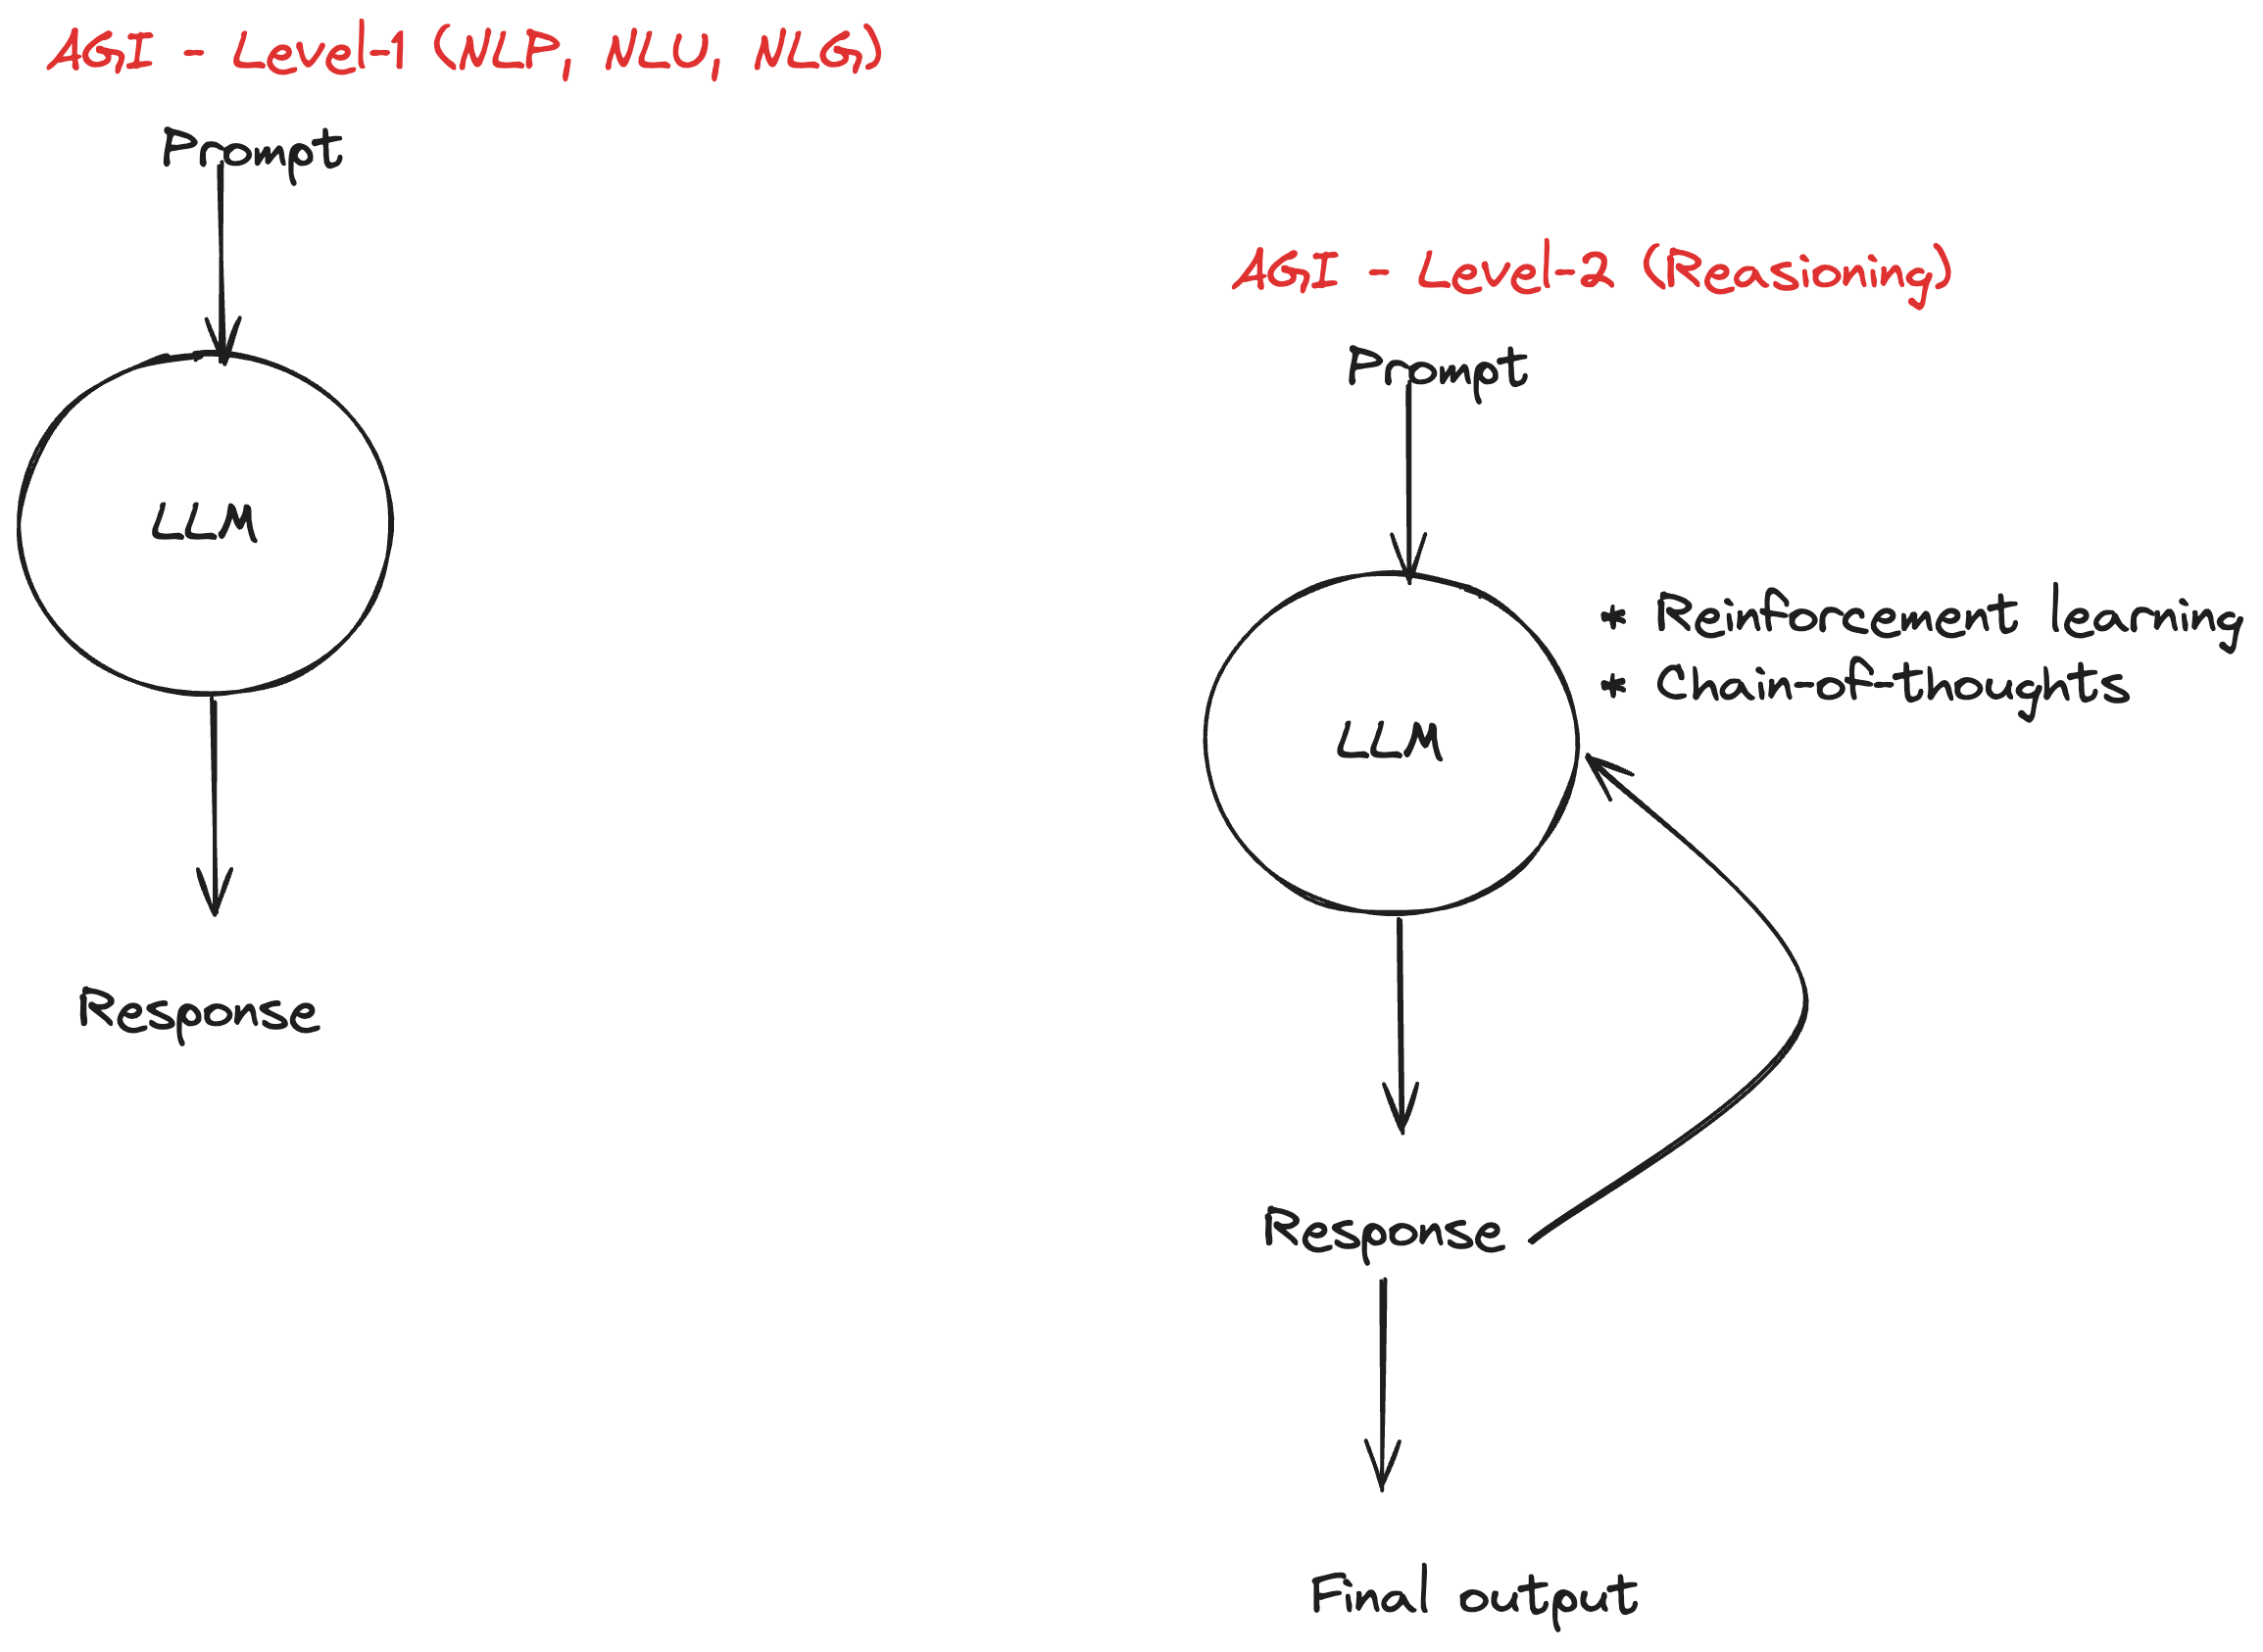 AGI - Level-1 (NLP, NLU, NLG)
Prompt
LLM
Response
AGI - Level-2 (Reasioning)
Prompt
* Reinforcement learning
* Chain-of-thoughts
LLM
Response
Final output